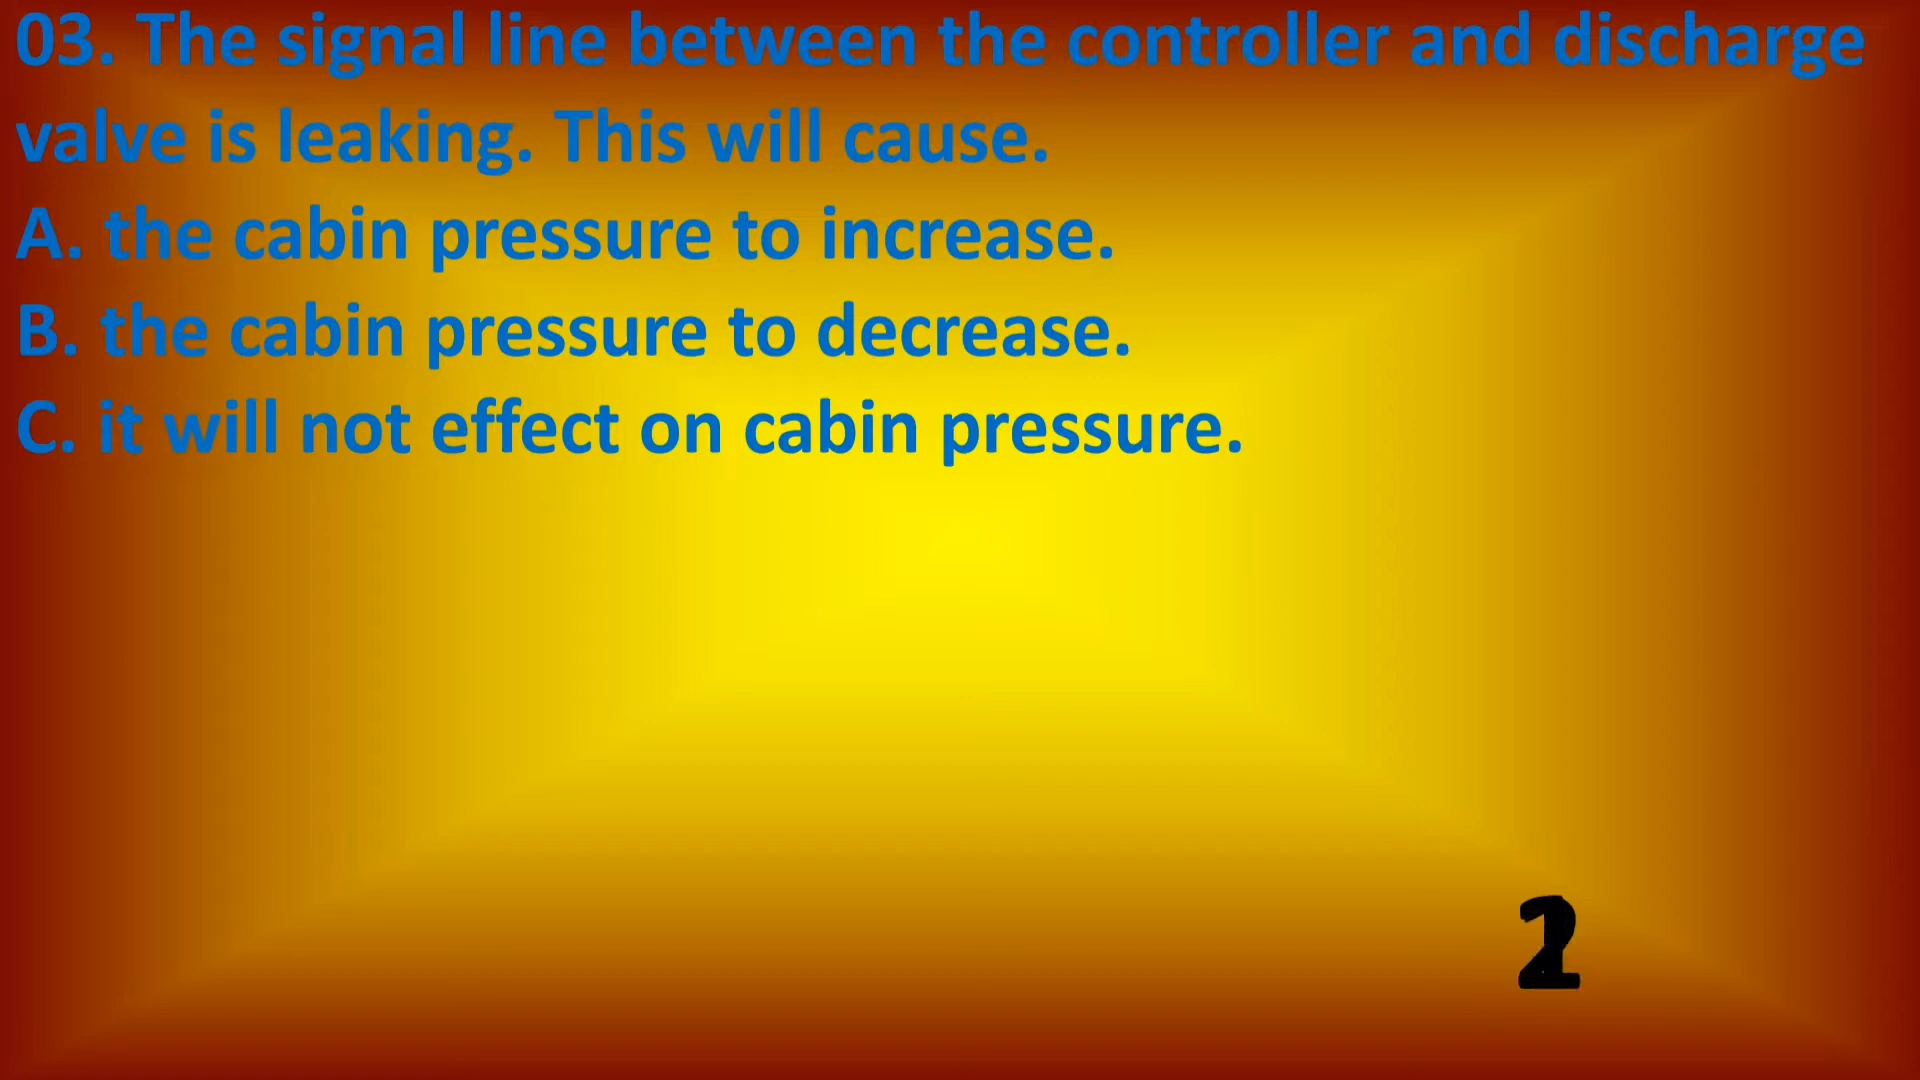 03. The signal line between the controller and discharge
valve is leaking. This will cause.
A. the cabin pressure to increase.
B. the cabin pressure to decrease.
C. it will not effect on cabin pressure.